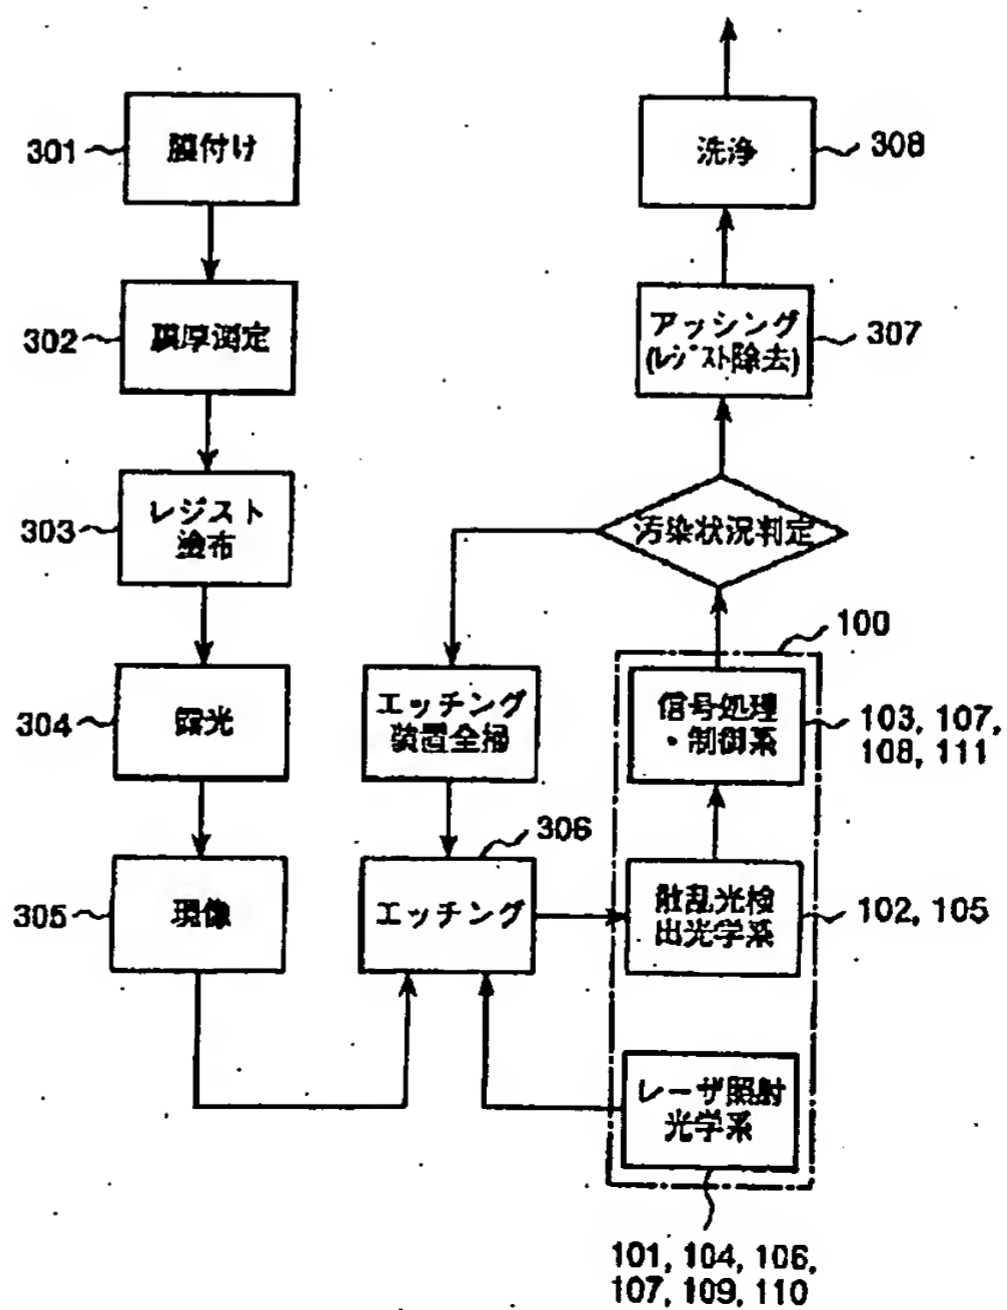 301
膜付け
302
膜厚測定
303
レジスト
塗布
304
露光
305
現像
308
洗浄
307
アッシング
(レジスト除去)
汚染状況判定
エッチング
装置全掃
306
エッチング
100
信号処理
・制御系
103, 107,
108, 111
散乱光検
出光学系
102, 105
レーザ照射
光学系
101, 104, 106,
107, 109, 110